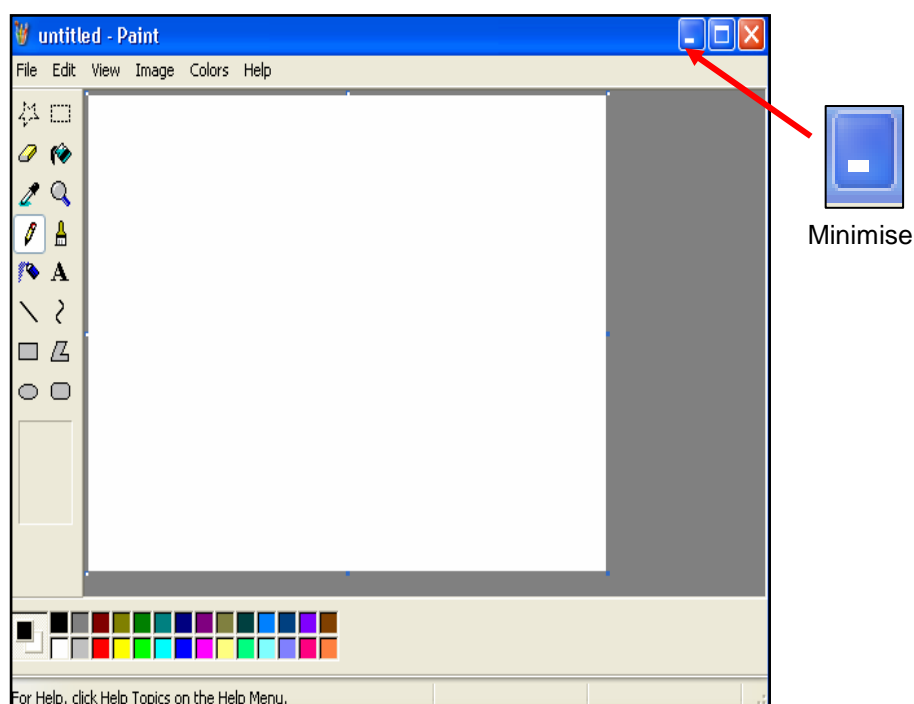 untitled - Paint
File Edit View Image Colors Help
Minimise
A
For Help, click Help Topics on the Help Menu.